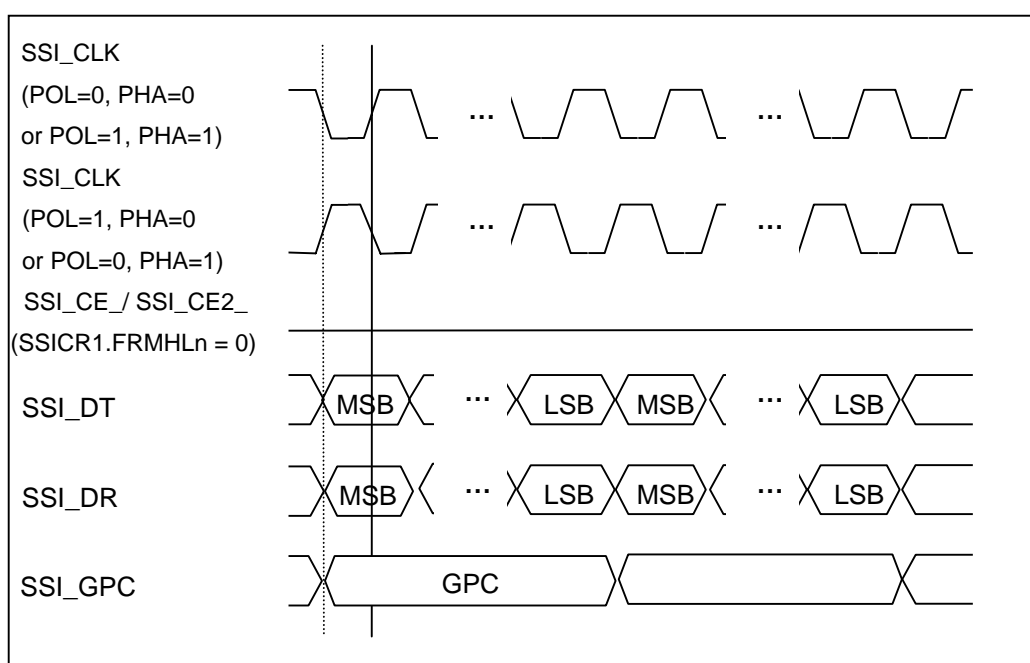 SSI_CLK
(POL=0, PHA=0
or POL=1, PHA=1)
SSI_CLK
(POL=1, PHA=0
or POL=0, PHA=1)
SSI_CE_/ SSI_CE2_
(SSICR1.FRMHLn = 0)
... ...
... ...
SSI_DT MSB ... LSB MSB ... LSB
SSI_DR MSB ... LSB MSB ... LSB
SSI_GPC GPC